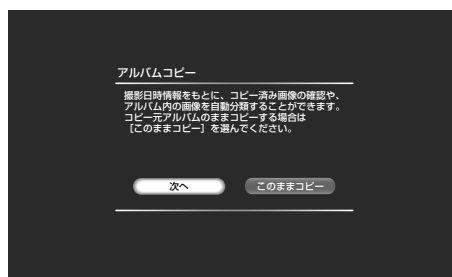 アルバムコピー
撮影日時情報をもとに、コピー済み画像の確認や、
アルバム内の画像を自動分類することができます。
コピー元アルバムのままコピーする場合は
［このままコピー］を選んでください。
次へ
このままコピー